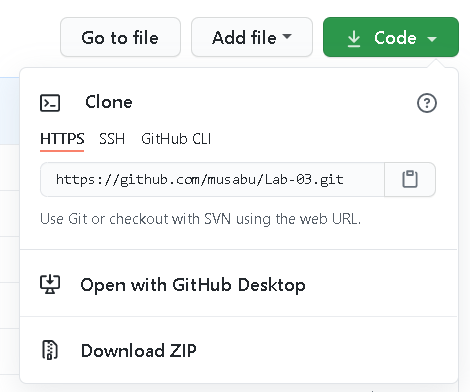 Go to file Add file Code
Clone
HTTPS SSH GitHub CLI
https://github.com/musabu/Lab-03.git
Use Git or checkout with SVN using the web URL.
Open with GitHub Desktop
Download ZIP